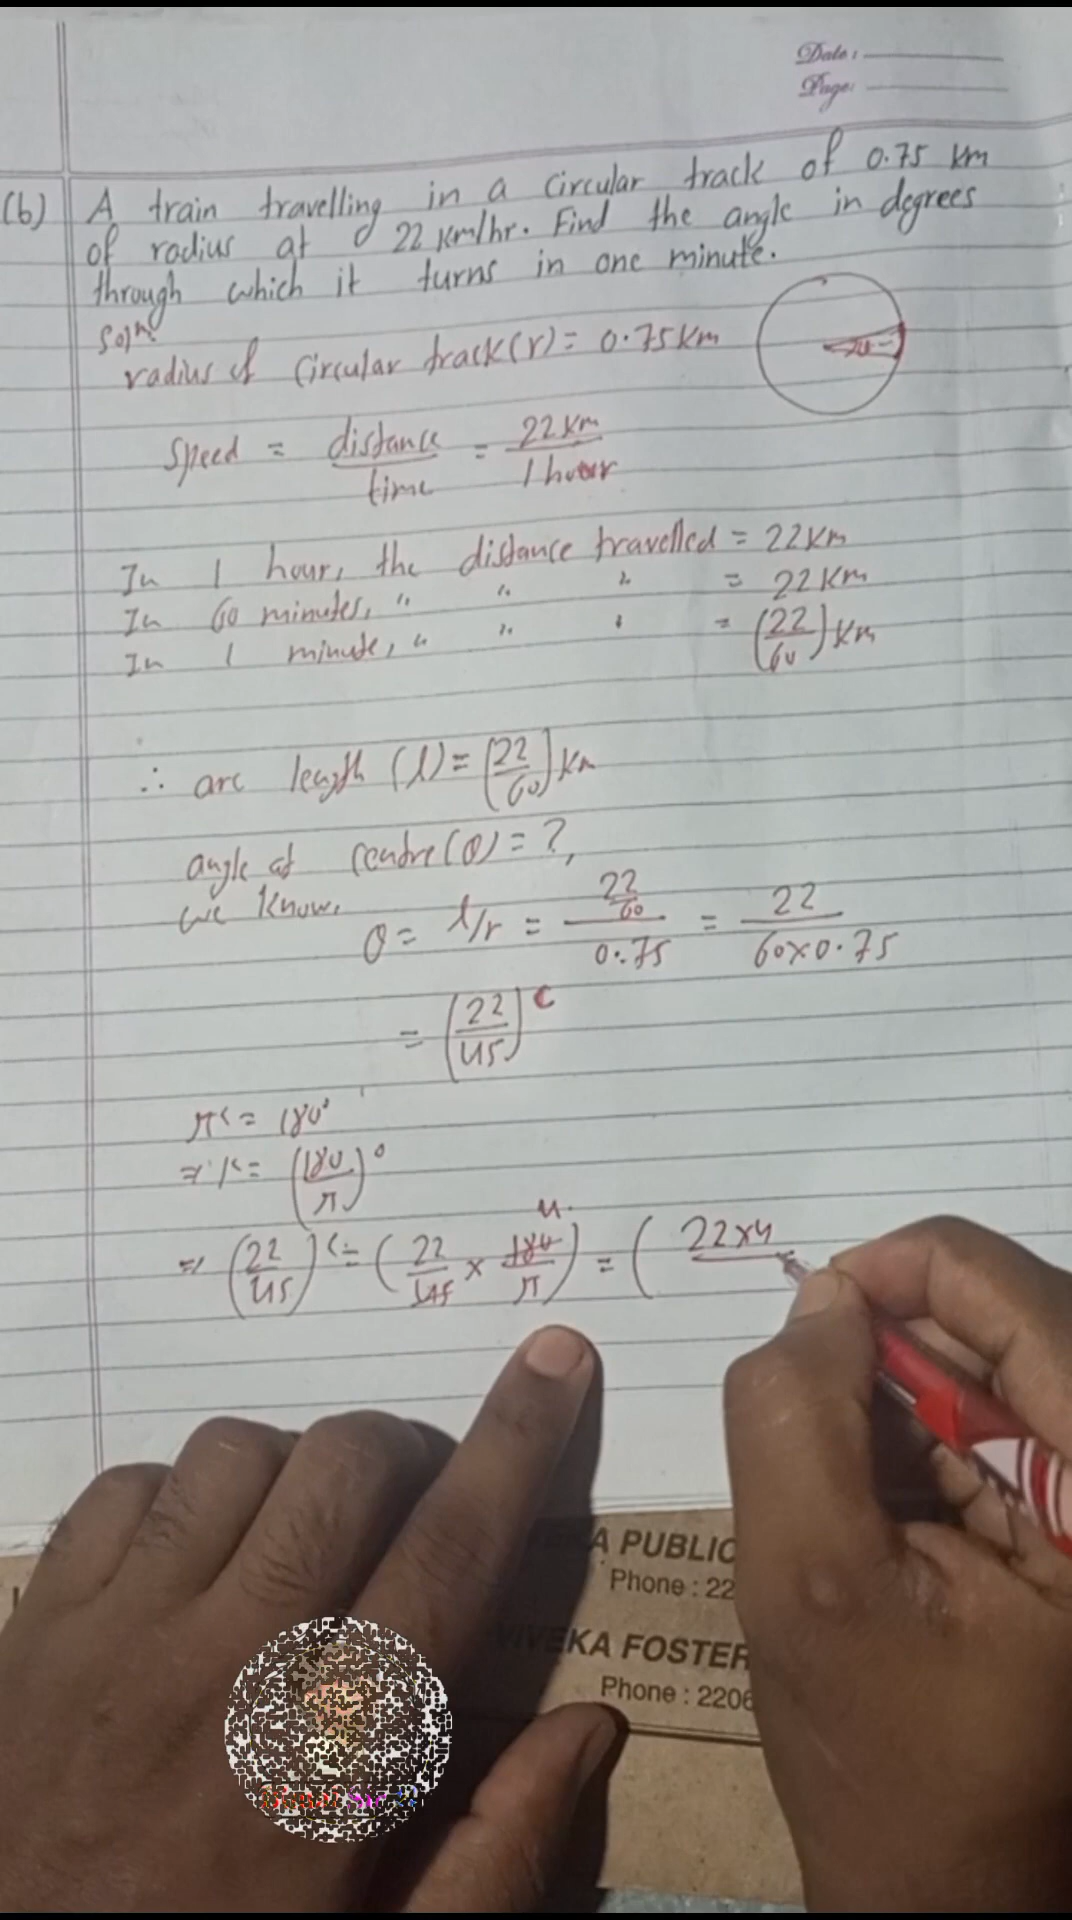 Date:
Page:
(b) A train travelling in a circular track of 0.75 km
of radius at 22 km/hr. Find the angle in degrees
through which it turns in one minute.
Soln
radius of circular track(r) = 0.75 Km
Speed = distance/time = 22 Km/1 hour
In 1 hour, the distance travelled = 22 Km
In 60 minutes, " " " = 22 Km
In 1 minute, " " " = (22/60) Km
∴ arc length (l) = (22/60) Km
angle at centre (θ) = ?,
We know,
θ = l/r = (22/60)/0.75 = 22/(60×0.75)
= (22/45)^c
π^c = 180°
⇒ 1^c = (180/π)°
⇒ (22/45)^c = (22/45 × 180/π) = ( 22×4
4
A PUBLIC
Phone : 22
VIVEKA FOSTER
Phone : 2206